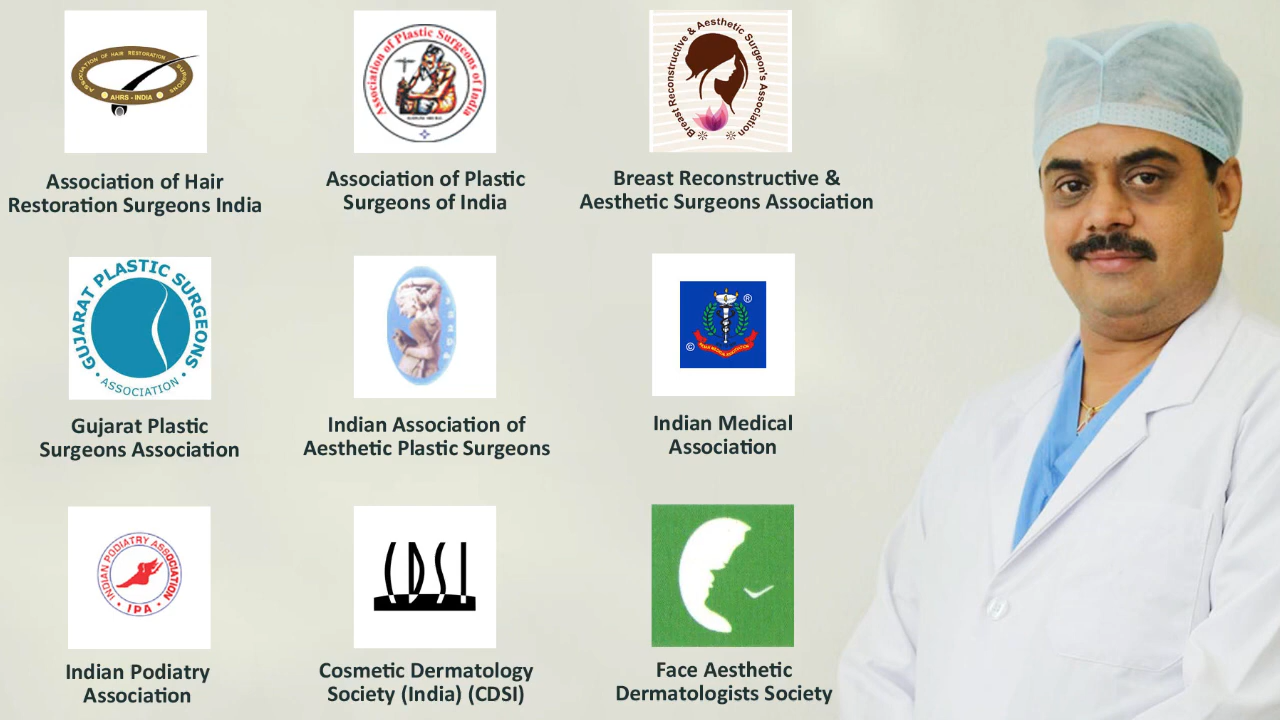 ASSOCIATION OF HAIR RESTORATION SURGEONS
AHRS - INDIA
Association of Hair
Restoration Surgeons India
Association of Plastic Surgeons of India
Association of Plastic
Surgeons of India
Breast Reconstructive & Aesthetic Surgeon's Association
Breast Reconstructive &
Aesthetic Surgeons Association
GUJARAT PLASTIC SURGEONS
• ASSOCIATION •
Gujarat Plastic
Surgeons Association
Indian Association of
Aesthetic Plastic Surgeons
®
©
INDIAN MEDICAL ASSOCIATION
Indian Medical
Association
INDIAN PODIATRY ASSOCIATION
• IPA •
Indian Podiatry
Association
CDSI
Cosmetic Dermatology
Society (India) (CDSI)
Face Aesthetic
Dermatologists Society